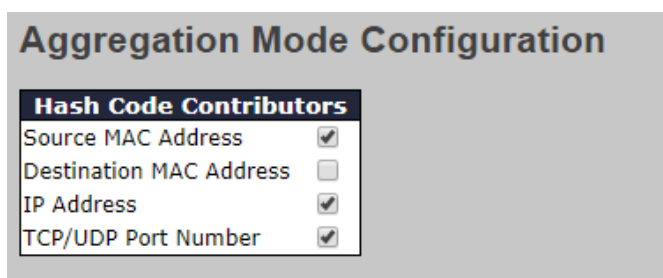 Aggregation Mode Configuration
Hash Code Contributors
Source MAC Address
Destination MAC Address
IP Address
TCP/UDP Port Number